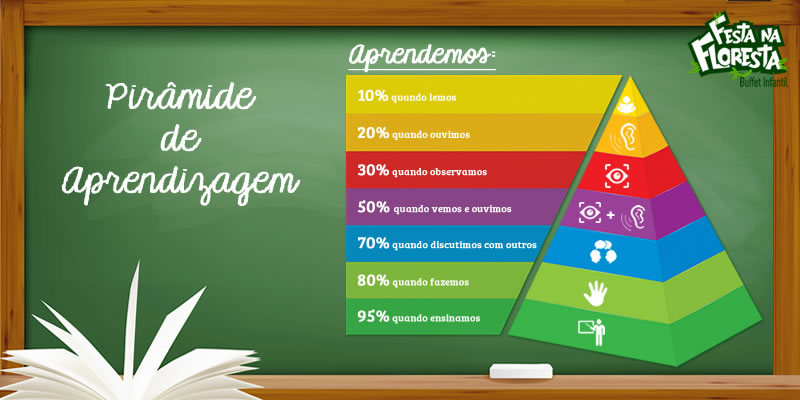 Pirâmide
de
Aprendizagem
Aprendemos:
10% quando lemos
20% quando ouvimos
30% quando observamos
50% quando vemos e ouvimos
70% quando discutimos com outros
80% quando fazemos
95% quando ensinamos
FESTA NA
FLORESTA
Buffet Infantil